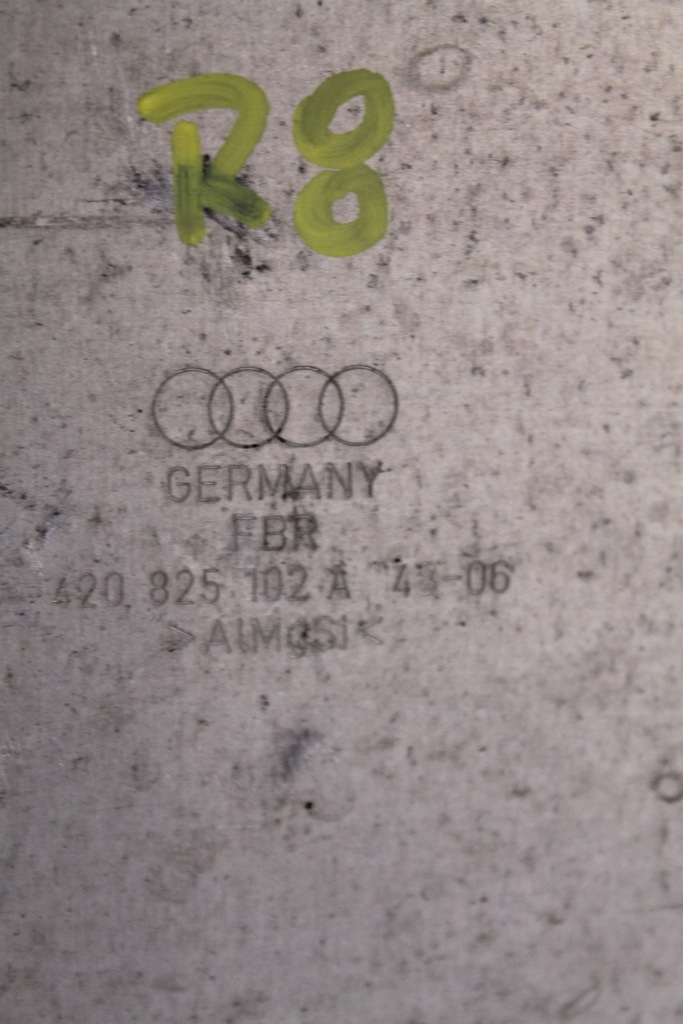 R8
GERMANY
FBR
420 825 102 A
>AlMgSi<